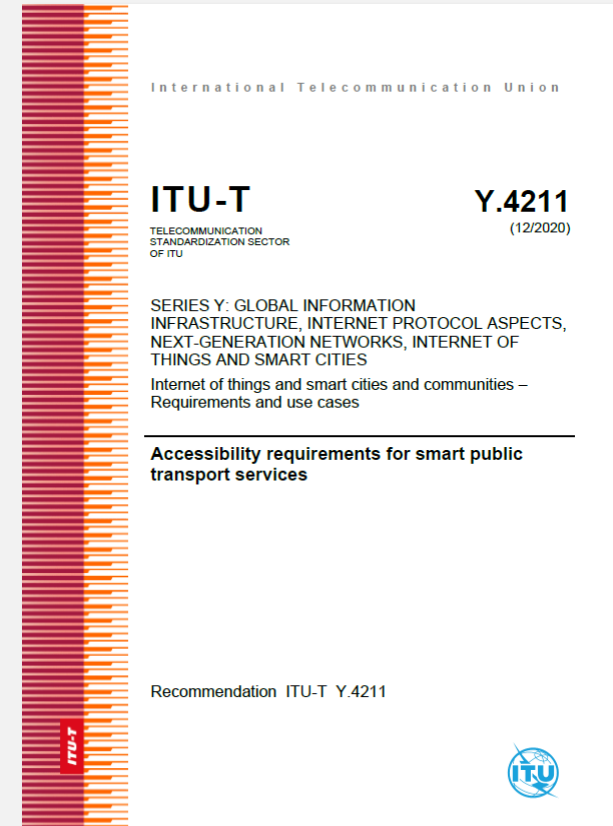 International Telecommunication Union
ITU-T
Y.4211
TELECOMMUNICATION
STANDARDIZATION SECTOR
OF ITU
(12/2020)
SERIES Y: GLOBAL INFORMATION
INFRASTRUCTURE, INTERNET PROTOCOL ASPECTS,
NEXT-GENERATION NETWORKS, INTERNET OF
THINGS AND SMART CITIES
Internet of things and smart cities and communities –
Requirements and use cases
Accessibility requirements for smart public
transport services
Recommendation ITU-T Y.4211
ITU-T
ITU